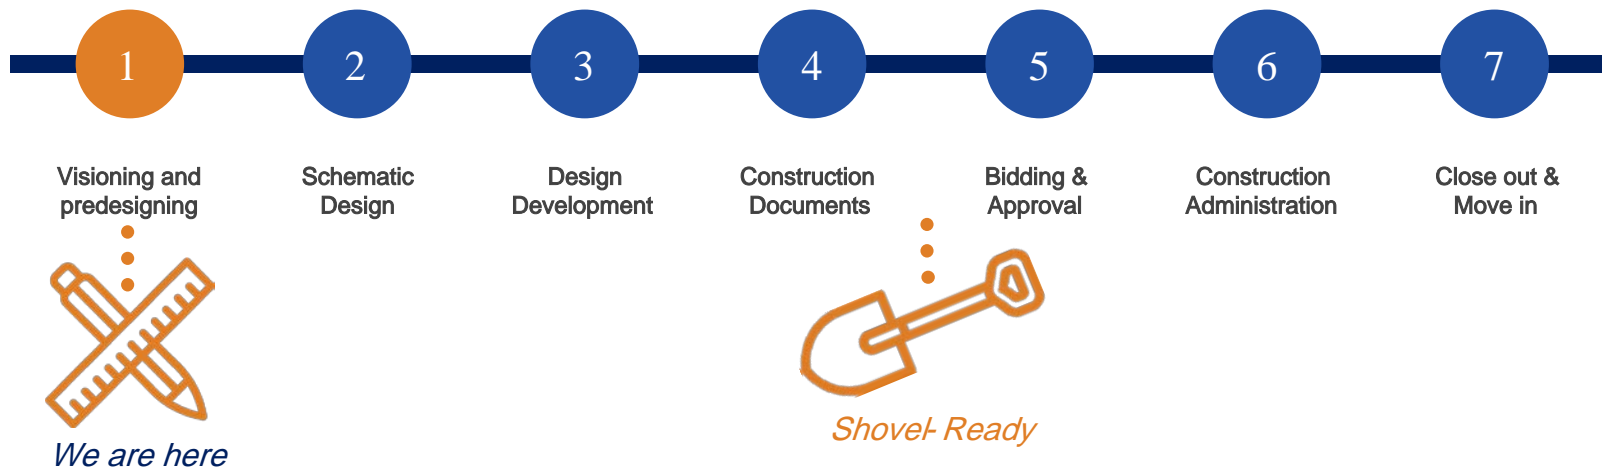 1 2 3 4 5 6 7
Visioning and
predesigning
Schematic
Design
Design
Development
Construction
Documents
Bidding &
Approval
Construction
Administration
Close out &
Move in
We are here
Shovel- Ready